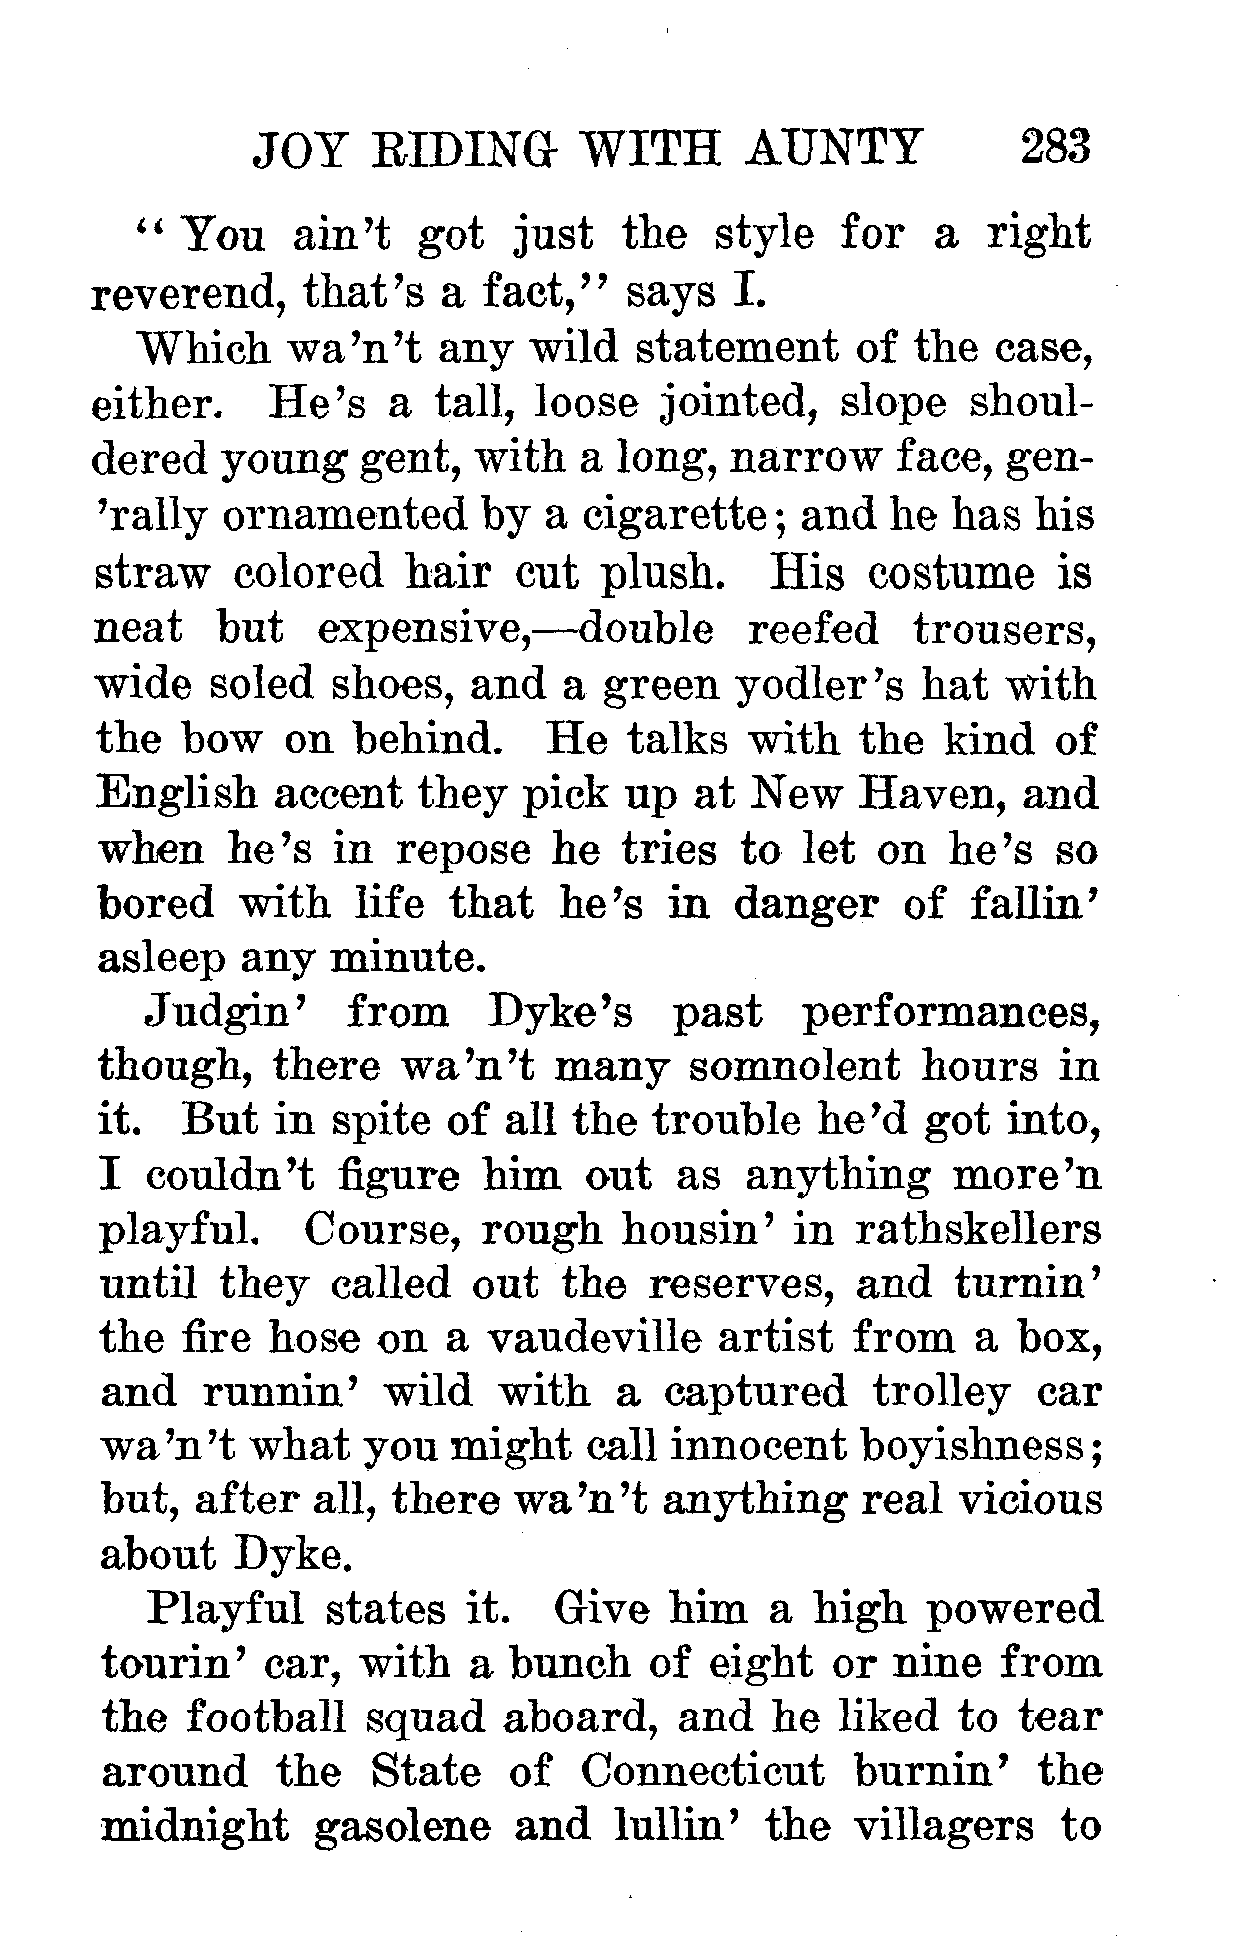 JOY RIDING WITH AUNTY 283
"You ain't got just the style for a right
reverend, that's a fact," says I.
Which wa'n't any wild statement of the case,
either. He's a tall, loose jointed, slope shoul-
dered young gent, with a long, narrow face, gen-
'rally ornamented by a cigarette; and he has his
straw colored hair cut plush. His costume is
neat but expensive,—double reefed trousers,
wide soled shoes, and a green yodler's hat with
the bow on behind. He talks with the kind of
English accent they pick up at New Haven, and
when he's in repose he tries to let on he's so
bored with life that he's in danger of fallin'
asleep any minute.
Judgin' from Dyke's past performances,
though, there wa'n't many somnolent hours in
it. But in spite of all the trouble he'd got into,
I couldn't figure him out as anything more'n
playful. Course, rough housin' in rathskellers
until they called out the reserves, and turnin'
the fire hose on a vaudeville artist from a box,
and runnin' wild with a captured trolley car
wa'n't what you might call innocent boyishness;
but, after all, there wa'n't anything real vicious
about Dyke.
Playful states it. Give him a high powered
tourin' car, with a bunch of eight or nine from
the football squad aboard, and he liked to tear
around the State of Connecticut burnin' the
midnight gasolene and lullin' the villagers to